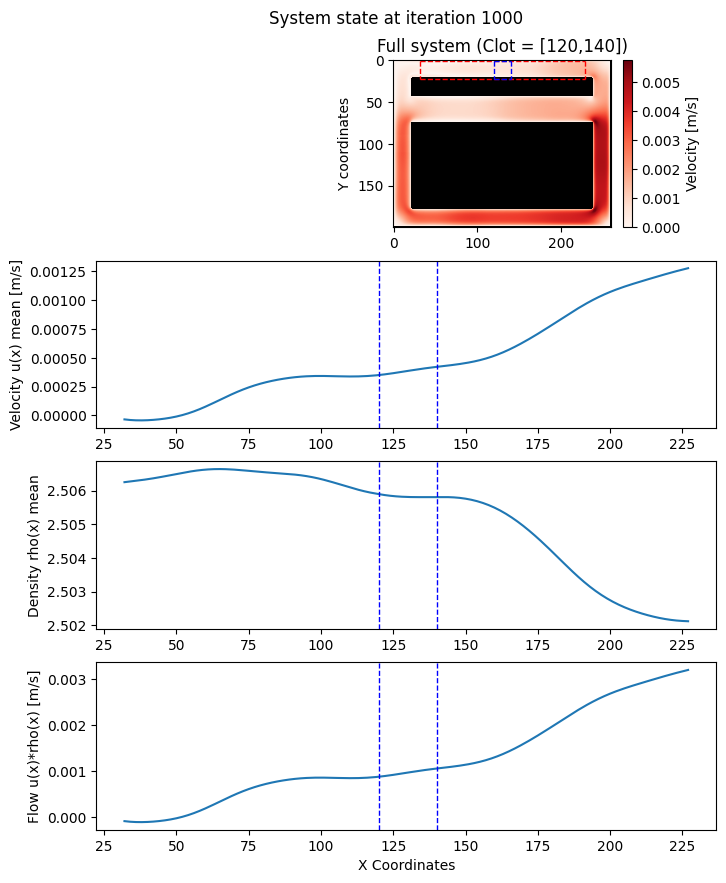 System state at iteration 1000
Full system (Clot = [120,140])
Y coordinates
0
50
100
150
0 100 200
0.005
0.004
0.003
0.002
0.001
0.000
Velocity [m/s]
Velocity u(x) mean [m/s]
0.00125
0.00100
0.00075
0.00050
0.00025
0.00000
25 50 75 100 125 150 175 200 225
Density rho(x) mean
2.506
2.505
2.504
2.503
2.502
25 50 75 100 125 150 175 200 225
Flow u(x)*rho(x) [m/s]
0.003
0.002
0.001
0.000
25 50 75 100 125 150 175 200 225
X Coordinates